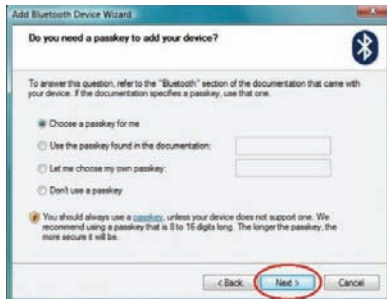 Add Bluetooth Device Wizard
Do you need a passkey to add your device?
To answer this question, refer to the "Bluetooth" section of the documentation that came with
your device. If the documentation specifies a passkey, use that one.
Choose a passkey for me
Use the passkey found in the documentation:
Let me choose my own passkey:
Don't use a passkey
You should always use a passkey, unless your device does not support one. We
recommend using a passkey that is 8 to 16 digits long. The longer the passkey, the
more secure it will be.
< Back Next > Cancel